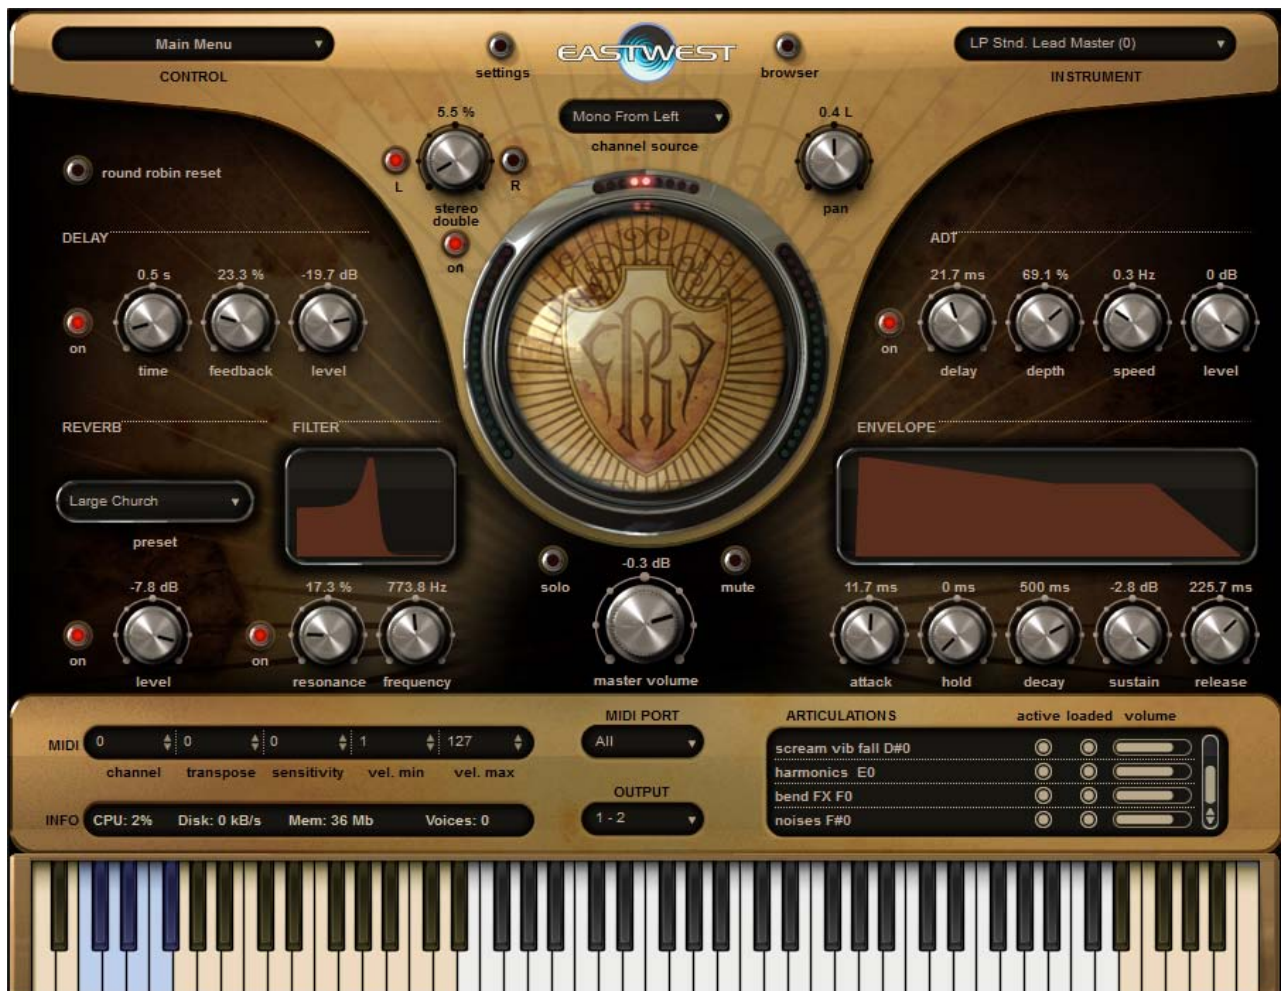 Main Menu
CONTROL
settings
EASTWEST
browser
LP Stnd. Lead Master (0)
INSTRUMENT
5.5 %
L
R
stereo
double
on
Mono From Left
channel source
0.4 L
pan
round robin reset
DELAY
0.5 s 23.3 % -19.7 dB
on
time feedback level
ADT
21.7 ms 69.1 % 0.3 Hz 0 dB
on
delay depth speed level
REVERB
Large Church
preset
-7.8 dB
on
level
FILTER
17.3 % 773.8 Hz
on
resonance frequency
solo
-0.3 dB
mute
master volume
ENVELOPE
11.7 ms 0 ms 500 ms -2.8 dB 225.7 ms
attack hold decay sustain release
MIDI 0 0 0 1 127
channel transpose sensitivity vel. min vel. max
INFO CPU: 2% Disk: 0 kB/s Mem: 36 Mb Voices: 0
MIDI PORT
All
OUTPUT
1 - 2
ARTICULATIONS active loaded volume
scream vib fall D#0
harmonics E0
bend FX F0
noises F#0